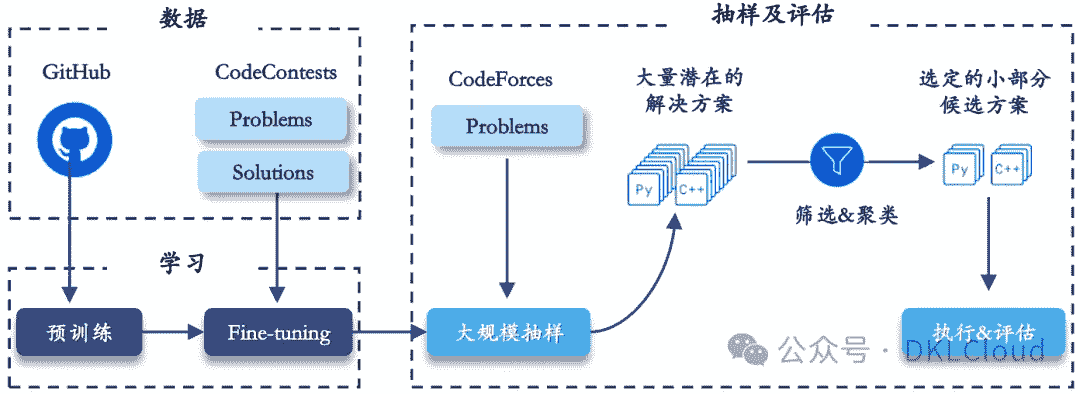 数据
GitHub
CodeContests
Problems
Solutions
学习
预训练
Fine-tuning
抽样及评估
CodeForces
Problems
大规模抽样
大量潜在的
解决方案
Py
C++
筛选&聚类
选定的小部分
候选方案
Py
C++
执行&评估
公众号 · DKLCloud